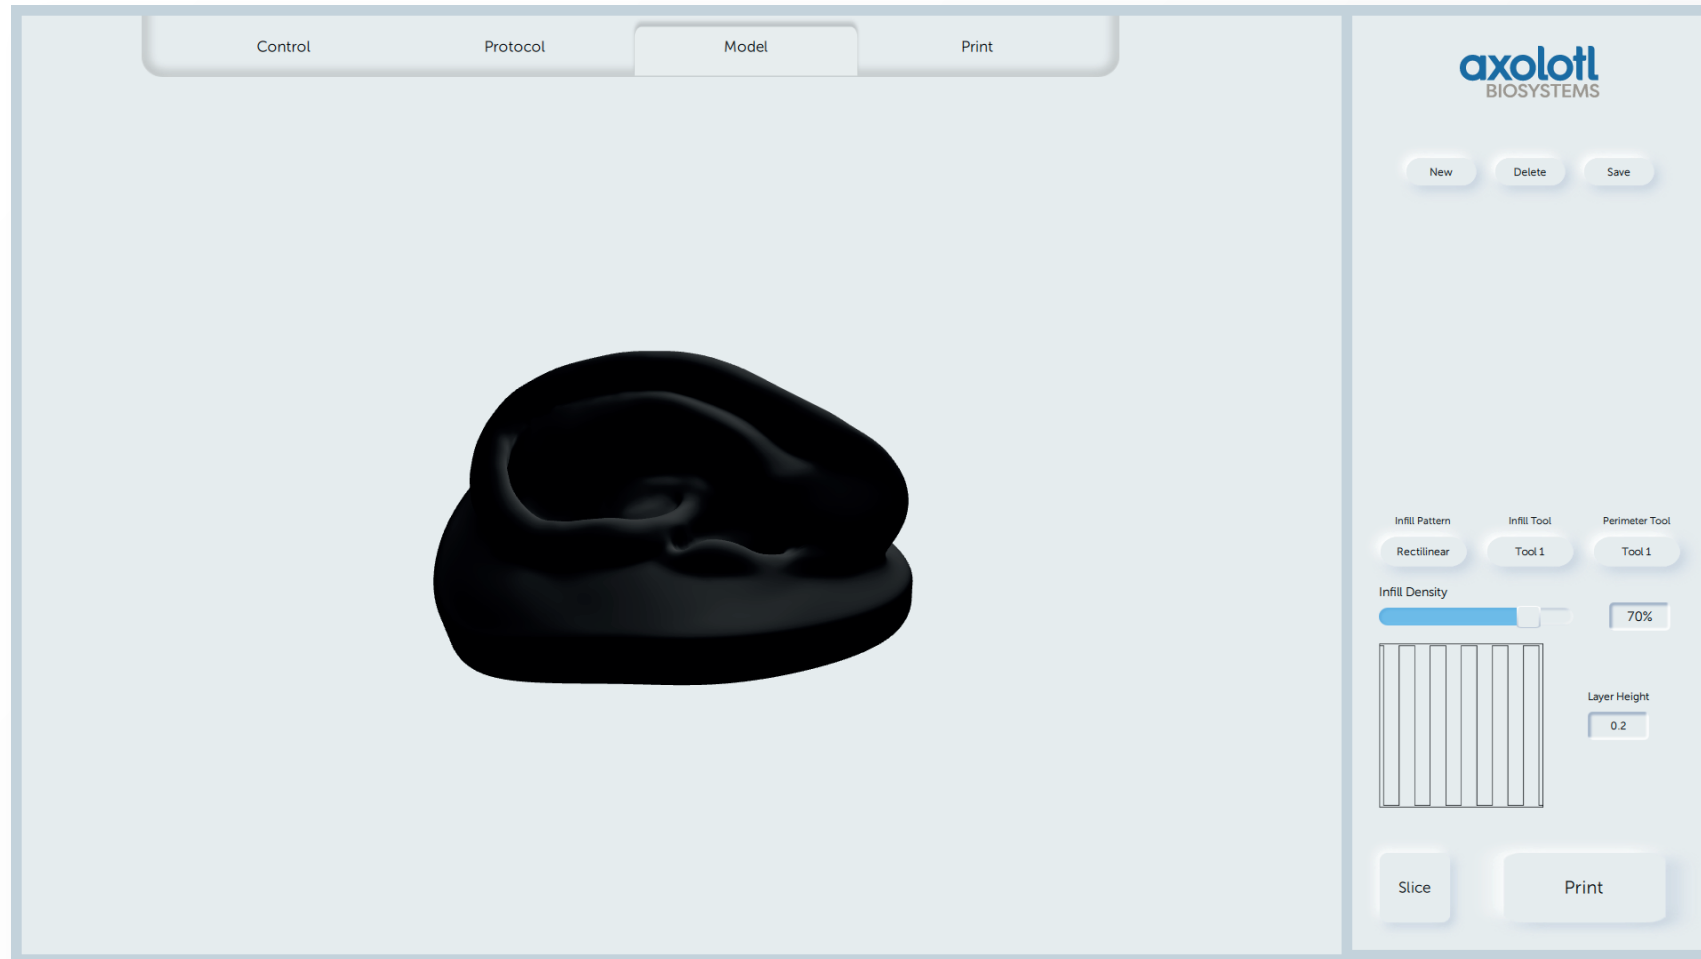 Control
Protocol
Model
Print
axolotl
BIOSYSTEMS
New
Delete
Save
Infill Pattern
Infill Tool
Perimeter Tool
Rectilinear
Tool 1
Tool 1
Infill Density
70%
Layer Height
0.2
Slice
Print